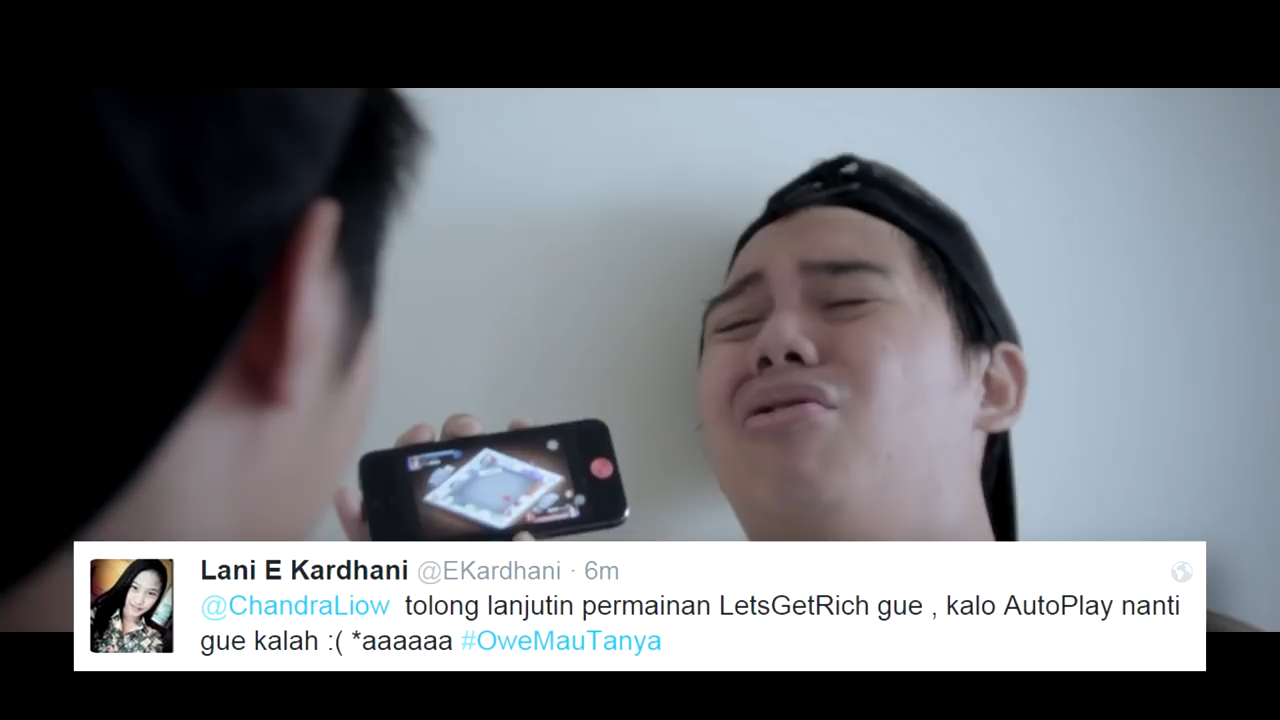 Lani E Kardhani @EKardhani · 6m
@ChandraLiow tolong lanjutin permainan LetsGetRich gue , kalo AutoPlay nanti
gue kalah :( *aaaaaa #OweMauTanya